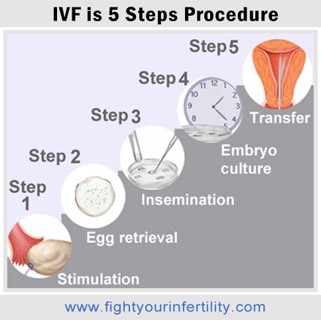 IVF is 5 Steps Procedure
Step 5
Transfer
Step 4
Embryo
culture
Step 3
Insemination
Step 2
Egg retrieval
Step
1
Stimulation
www.fightyourinfertility.com